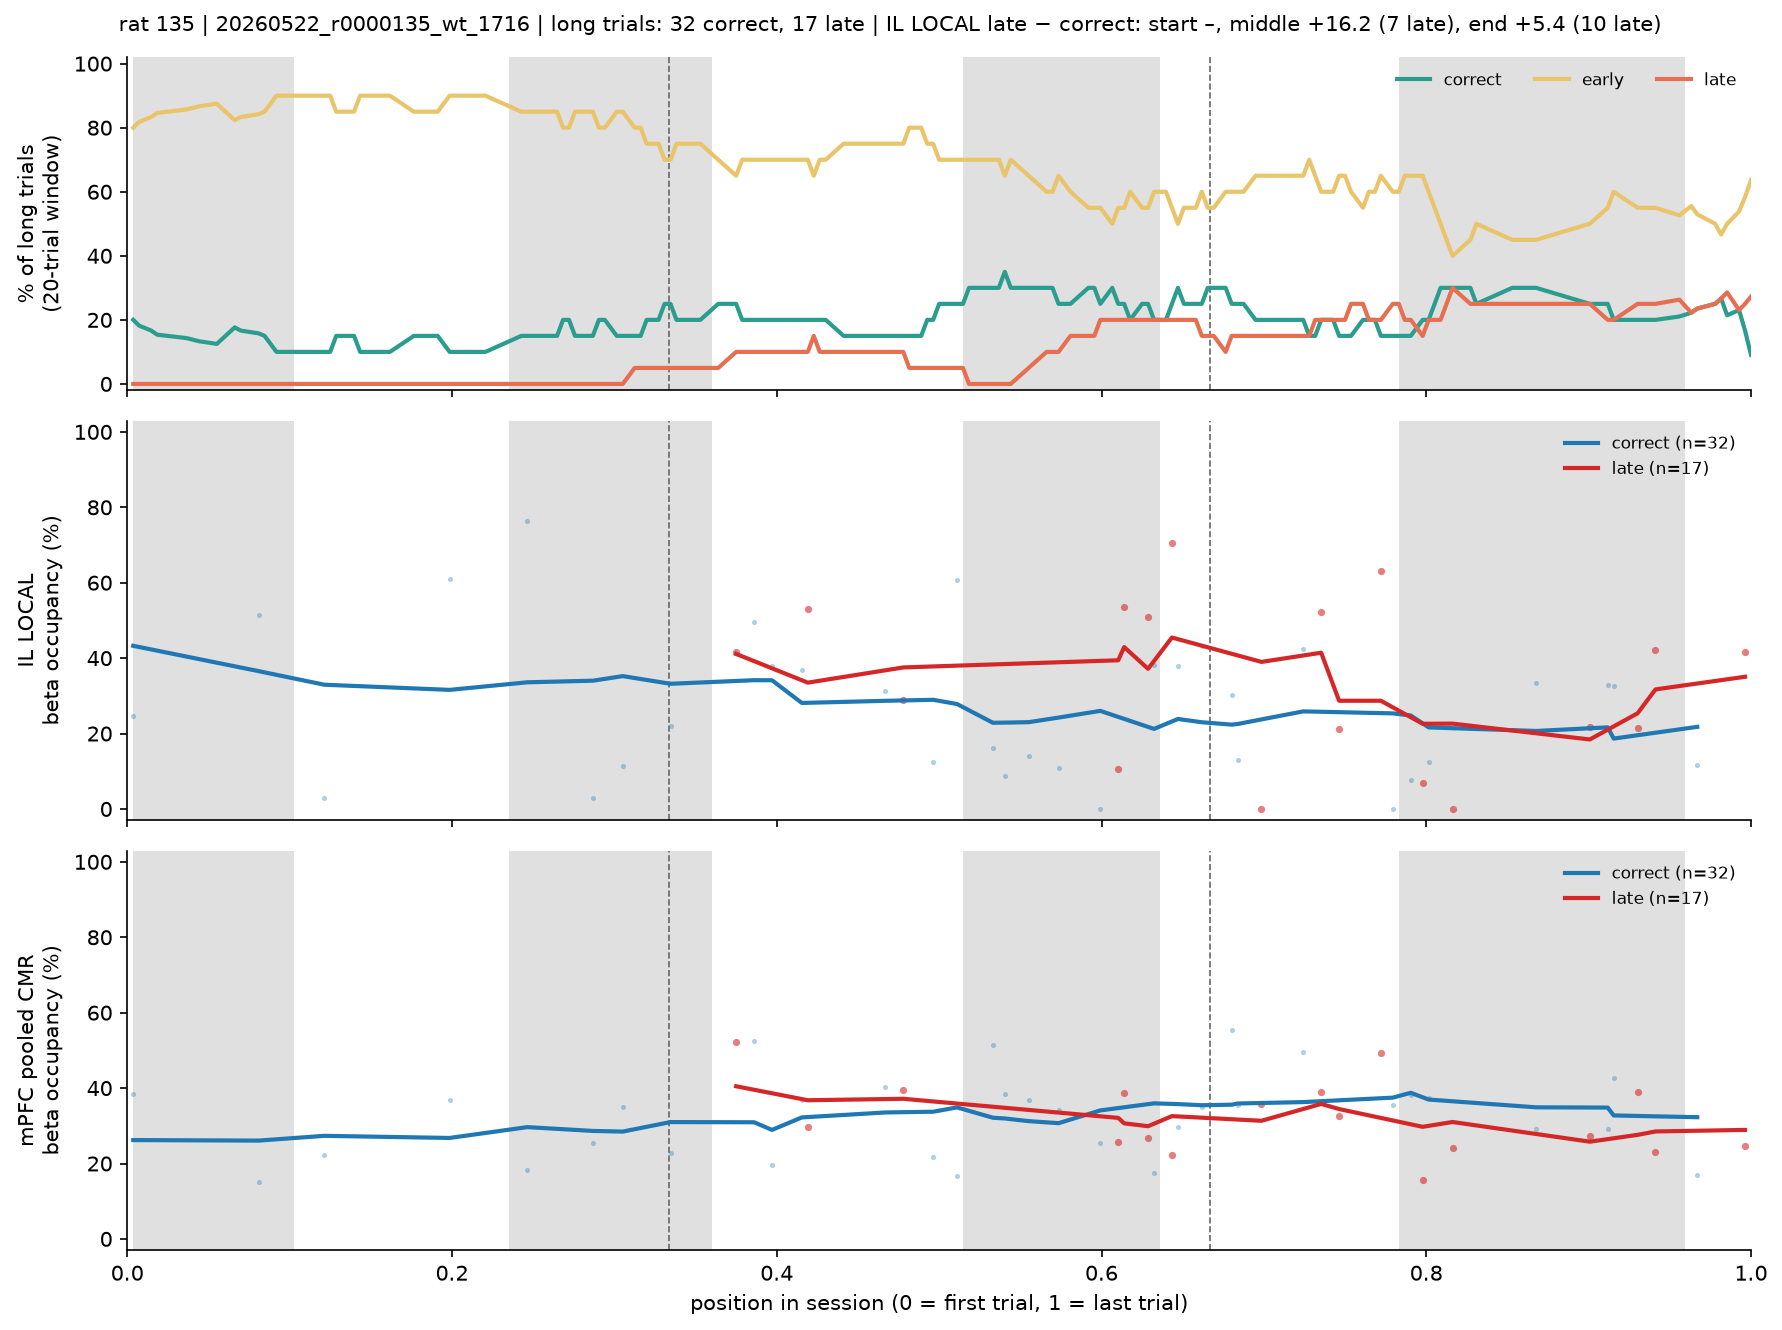 rat 135 | 20260522_r0000135_wt_1716 | long trials: 32 correct, 17 late | IL LOCAL late − correct: start –, middle +16.2 (7 late), end +5.4 (10 late)
correct
early
late
% of long trials
(20-trial window)
100
80
60
40
20
0
correct (n=32)
late (n=17)
IL LOCAL
beta occupancy (%)
100
80
60
40
20
0
correct (n=32)
late (n=17)
mPFC pooled CMR
beta occupancy (%)
100
80
60
40
20
0
0.0
0.2
0.4
0.6
0.8
1.0
position in session (0 = first trial, 1 = last trial)